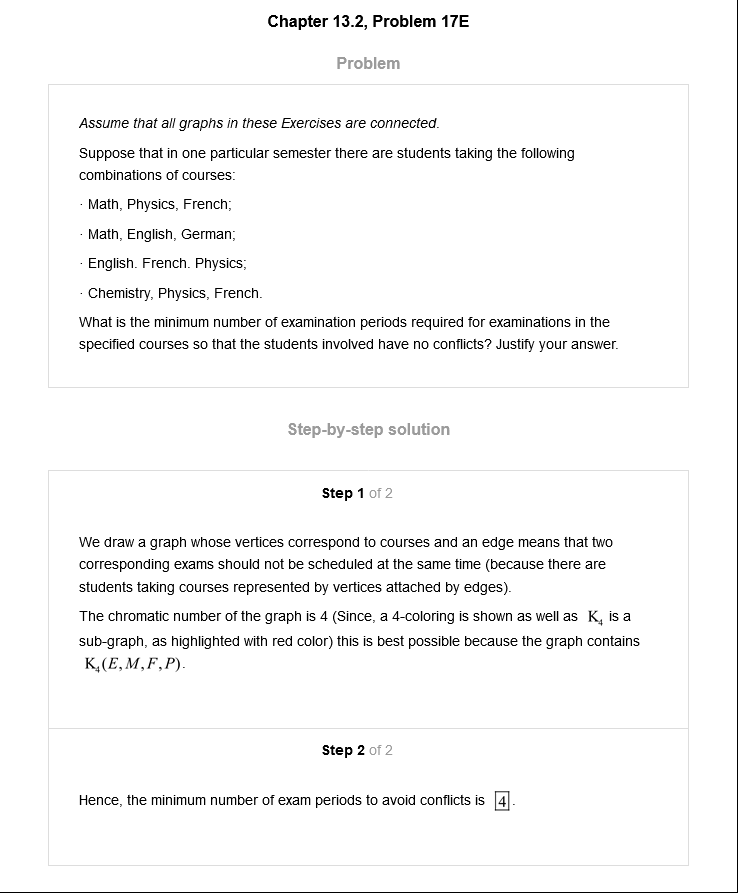 Chapter 13.2, Problem 17E
Problem
Assume that all graphs in these Exercises are connected.
Suppose that in one particular semester there are students taking the following
combinations of courses:
· Math, Physics, French;
· Math, English, German;
· English. French. Physics;
· Chemistry, Physics, French.
What is the minimum number of examination periods required for examinations in the
specified courses so that the students involved have no conflicts? Justify your answer.
Step-by-step solution
Step 1 of 2
We draw a graph whose vertices correspond to courses and an edge means that two
corresponding exams should not be scheduled at the same time (because there are
students taking courses represented by vertices attached by edges).
The chromatic number of the graph is 4 (Since, a 4-coloring is shown as well as K₄ is a
sub-graph, as highlighted with red color) this is best possible because the graph contains
K₄(E, M, F, P).
Step 2 of 2
Hence, the minimum number of exam periods to avoid conflicts is 4.